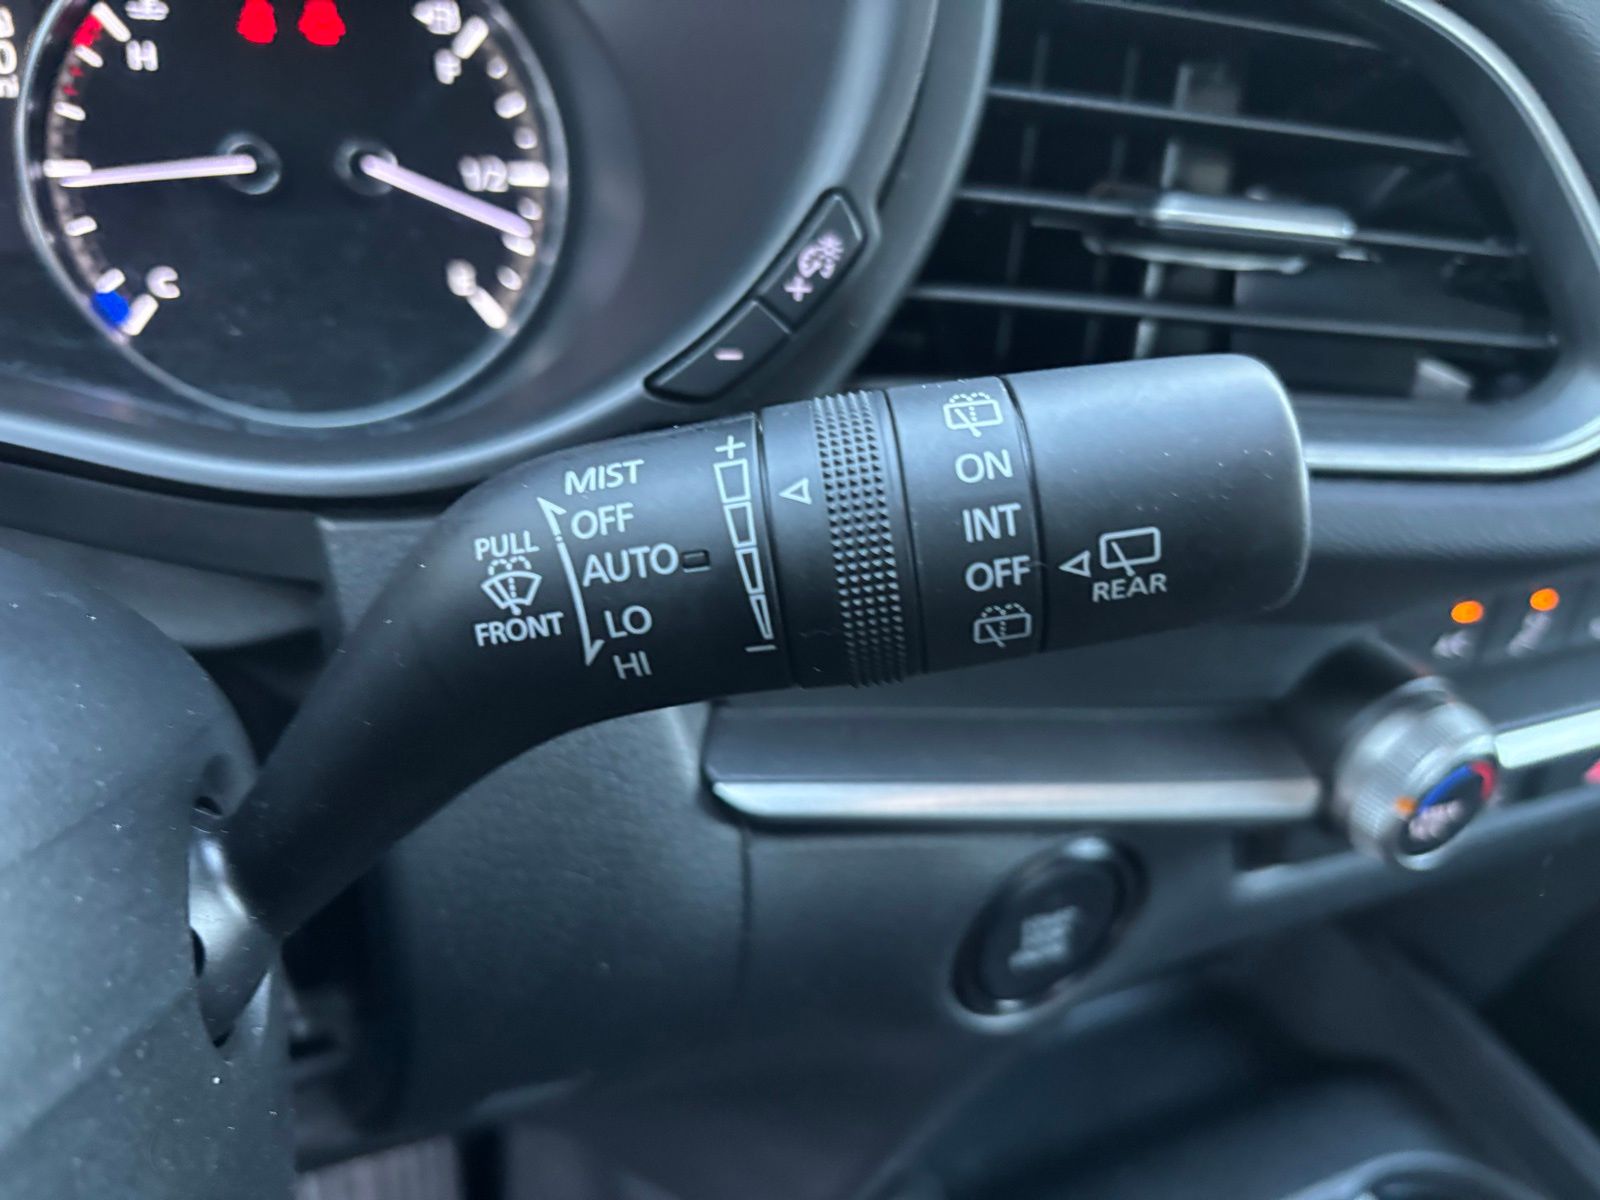 H
F
1/2
C
E
+
-
MIST
OFF
AUTO
LO
HI
PULL
FRONT
+
-
ON
INT
OFF
REAR